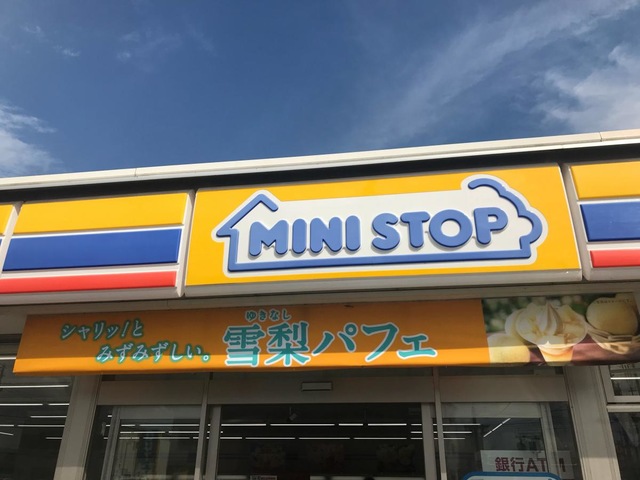 MINI STOP
シャリッ!と
みずみずしい。
ゆきなし
雪梨パフェ
銀行ATM